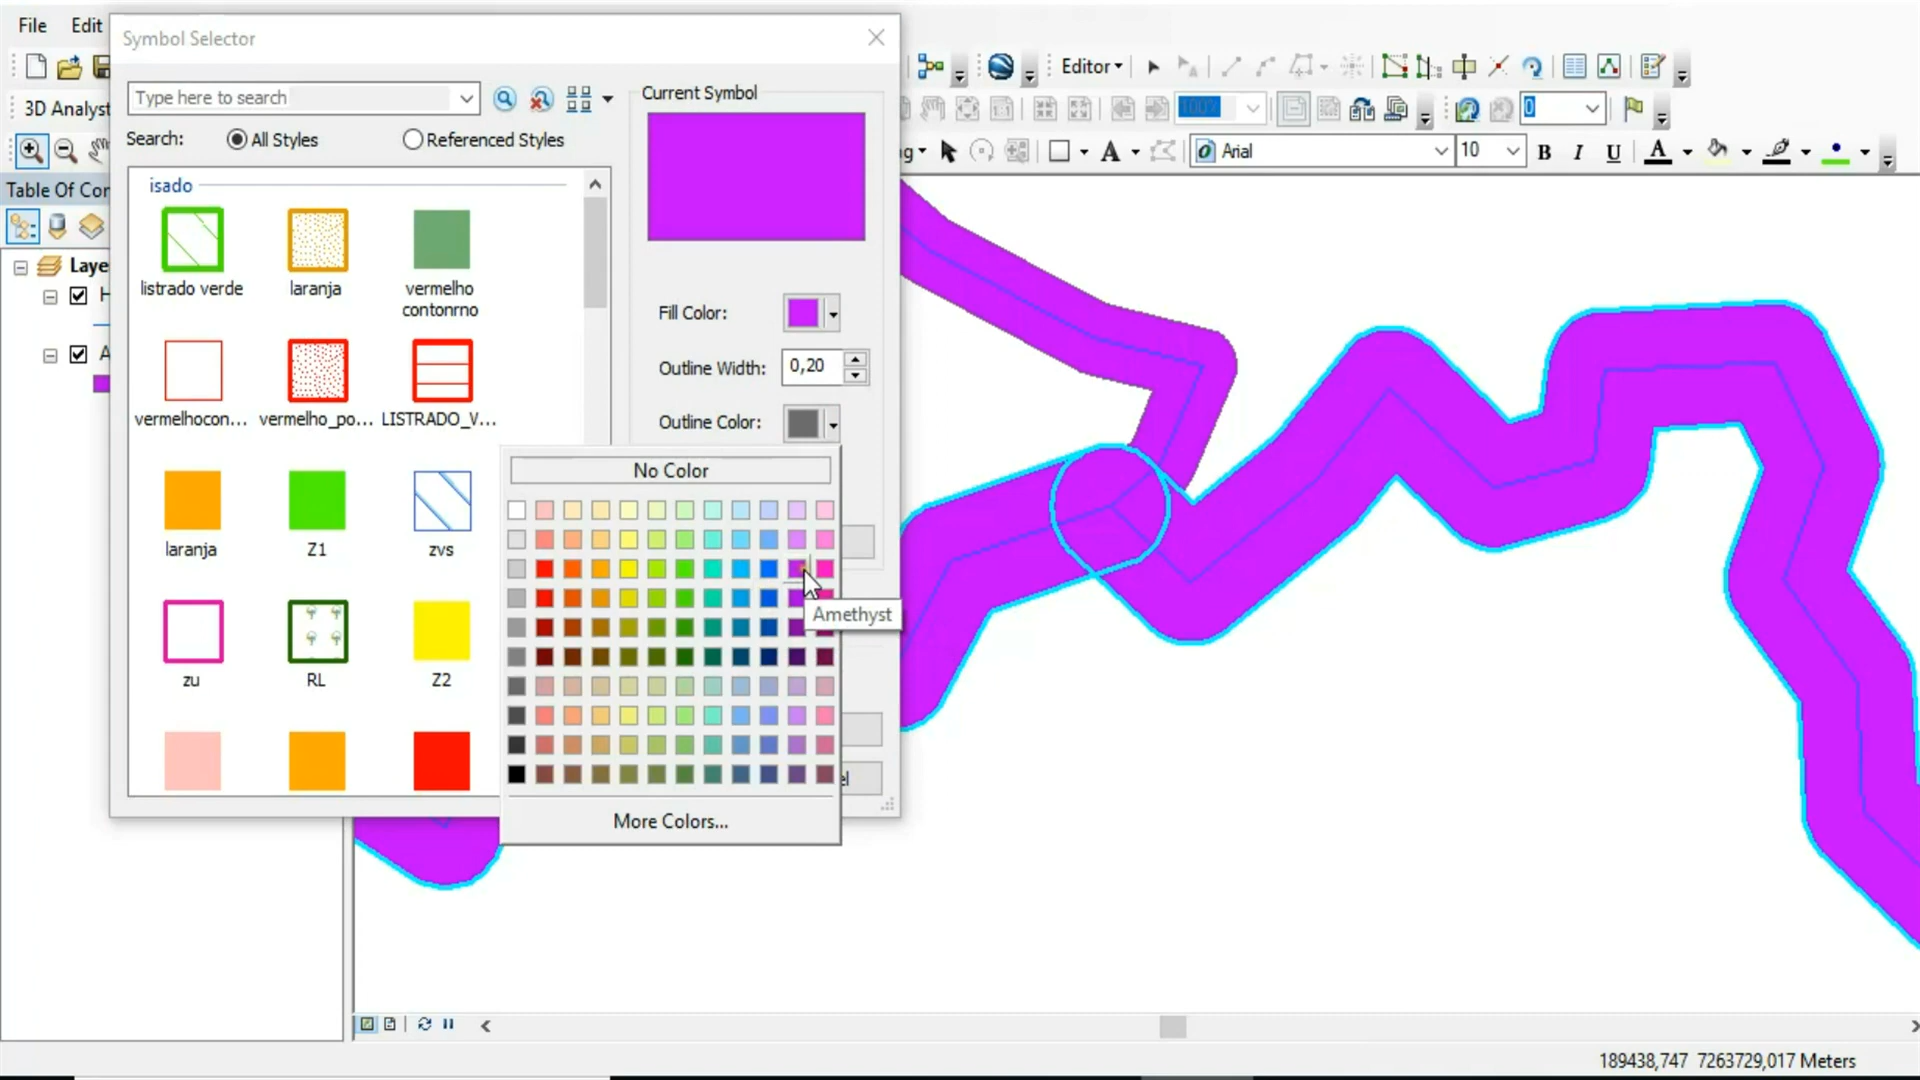 File Edit
Symbol Selector
Editor
Type here to search
Current Symbol
3D Analyst
100%
0
Search: All Styles Referenced Styles
Arial 10 B I U A
A
Table Of Con
isado
listrado verde laranja vermelho contonrno
Laye
H
Fill Color:
A
Outline Width: 0,20
vermelhocon... vermelho_po... LISTRADO_V...
Outline Color:
No Color
laranja Z1 zvs
Amethyst
zu RL Z2
el
More Colors...
189438,747 7263729,017 Meters